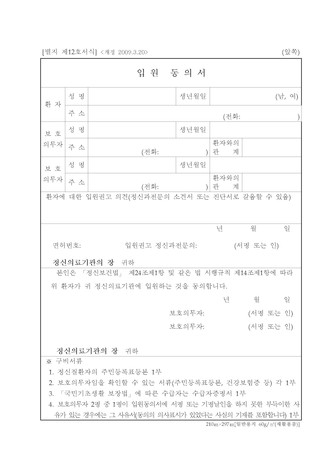 [별지 제12호서식] <개정 2009.3.20> (앞쪽)
입 원 동 의 서
환 자 성 명 생년월일 (남, 여)
주 소 (전화: )
보 호 의무자 성 명 생년월일
주 소 (전화: ) 환자와의 관 계
보 호 의무자 성 명 생년월일
주 소 (전화: ) 환자와의 관 계
환자에 대한 입원권고 의견(정신과전문의 소견서 또는 진단서로 갈음할 수 있음)
년 월 일
면허번호: 입원권고 정신과전문의: (서명 또는 인)
정신의료기관의 장 귀하
본인은 「정신보건법」 제24조제1항 및 같은 법 시행규칙 제14조제1항에 따라
위 환자가 귀 정신의료기관에 입원하는 것을 동의합니다.
년 월 일
보호의무자: (서명 또는 인)
보호의무자: (서명 또는 인)
정신의료기관의 장 귀하
※ 구비서류
1. 정신질환자의 주민등록표등본 1부
2. 보호의무자임을 확인할 수 있는 서류(주민등록표등본, 건강보험증 등) 각 1부
3. 「국민기초생활 보장법」에 따른 수급자는 수급자증명서 1부
4. 보호의무자 2명 중 1명이 입원동의서에 서명 또는 기명날인을 하지 못한 부득이한 사
유가 있는 경우에는 그 사유서(동의의 의사표시가 있었다는 사실의 기재를 포함합니다) 1부
210㎜×297㎜[일반용지 60g/㎡(재활용품)]